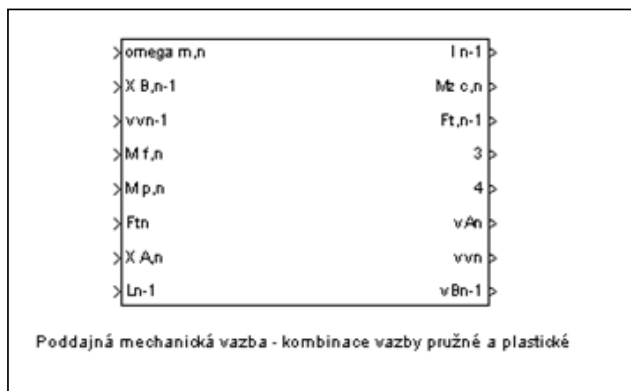 omega m,n
X B,n-1
vvn-1
M f,n
M p,n
Ftn
X A,n
Ln-1
l n-1
Mz c,n
Ft,n-1
3
4
vAn
vvn
vBn-1
Poddajná mechanická vazba - kombinace vazby pružné a plastické